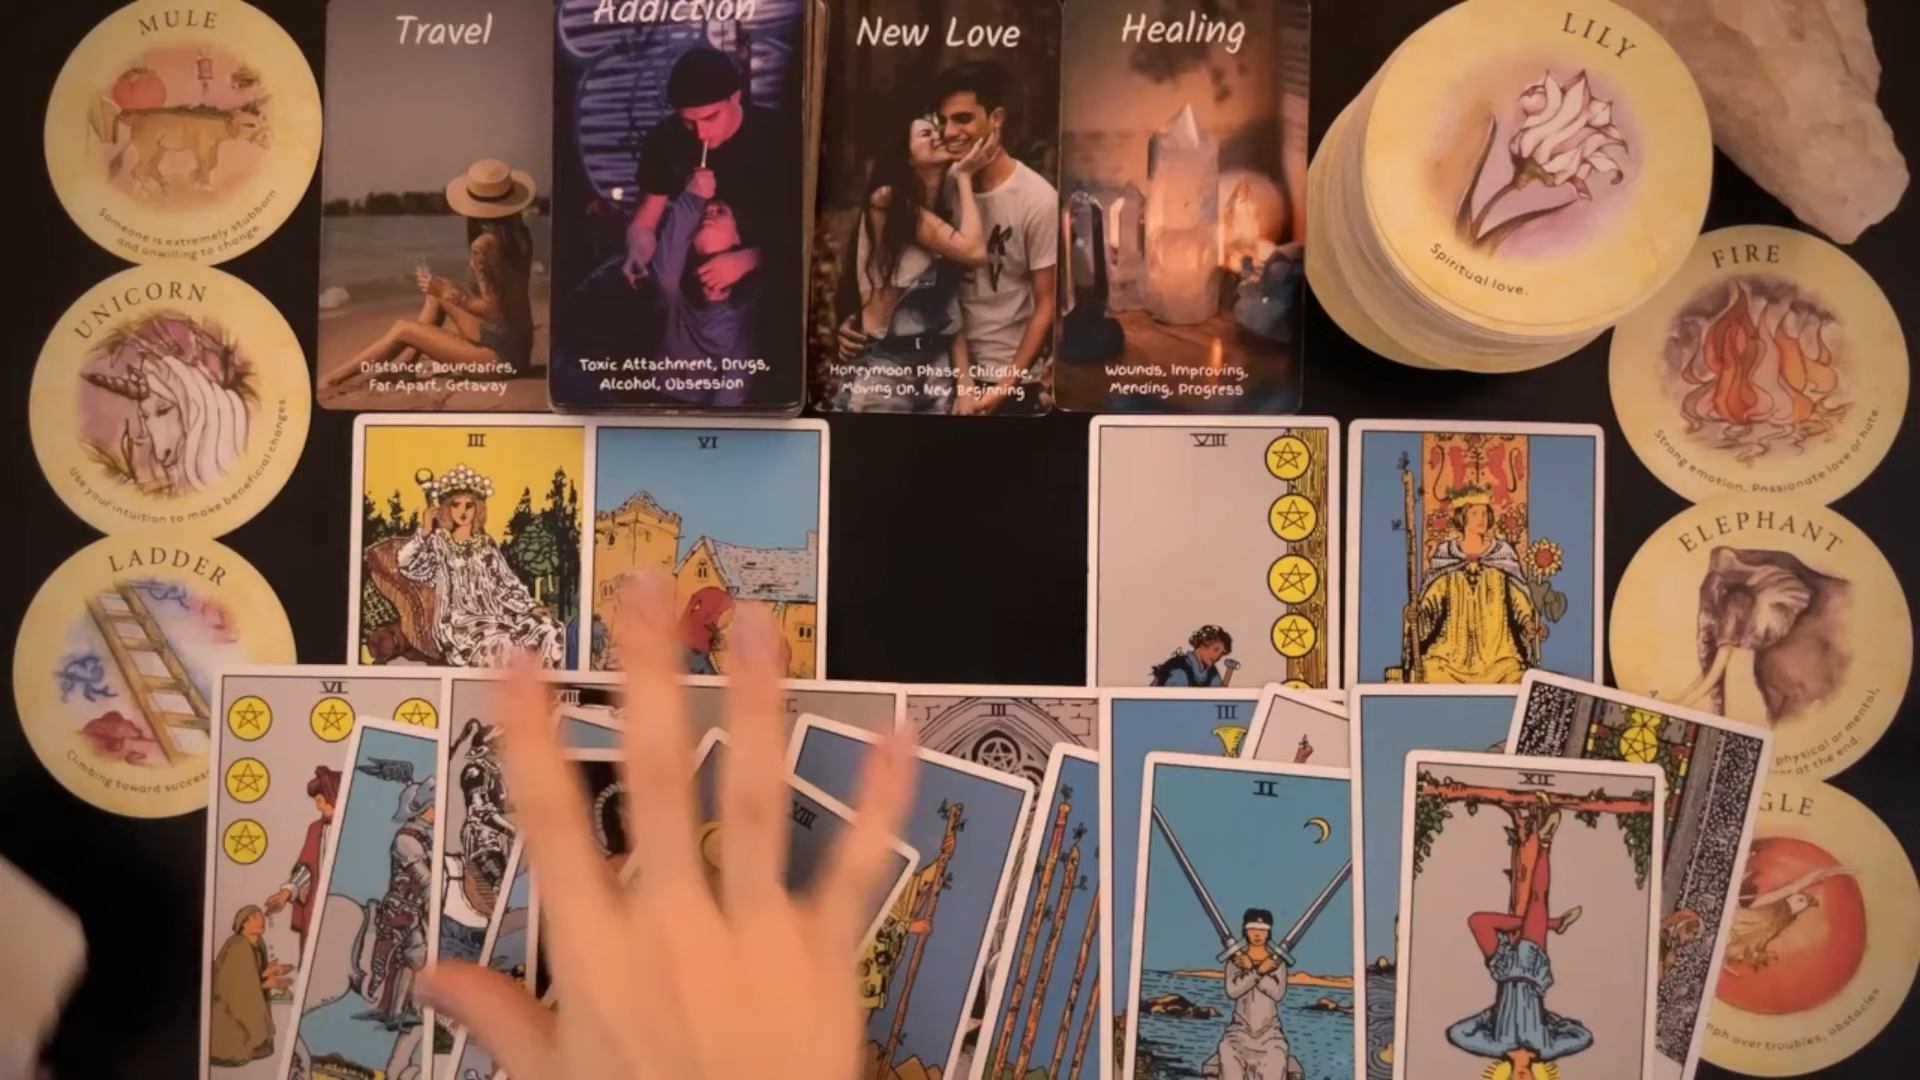 MULE
Someone is extremely stubborn
and unwilling to change.
Travel
Distance, Boundaries,
Far Apart, Getaway
Addiction
Toxic Attachment, Drugs,
Alcohol, Obsession
New Love
Honeymoon Phase, Childlike,
Moving On, New Beginning
Healing
Wounds, Improving,
Mending, Progress
LILY
Spiritual love.
UNICORN
Use your intuition to make beneficial changes.
FIRE
Strong emotion. Passionate love or hate.
LADDER
Climbing toward success
III
VI
VIII
ELEPHANT
physical or mental,
at the end
VI
XIII
III
III
VIII
II
XII
GLE
over troubles, obstacles